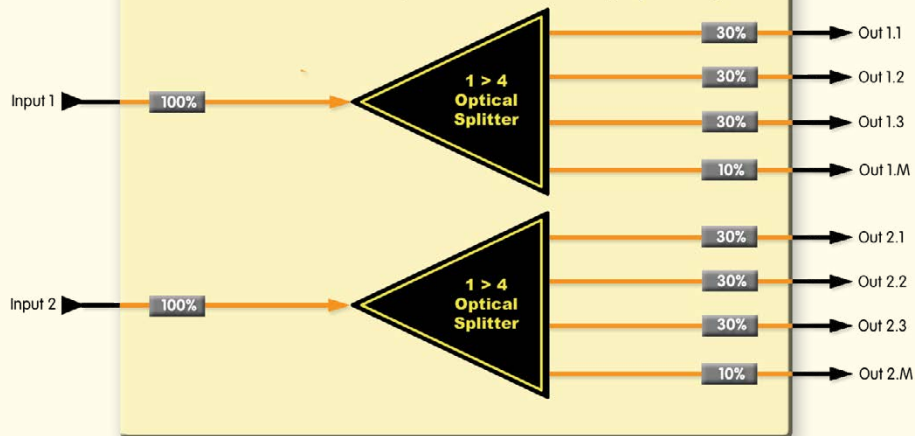 30%
Out 1.1
1 > 4
Optical
Splitter
30%
Out 1.2
Input 1
100%
30%
Out 1.3
10%
Out 1.M
30%
Out 2.1
1 > 4
Optical
Splitter
30%
Out 2.2
Input 2
100%
30%
Out 2.3
10%
Out 2.M